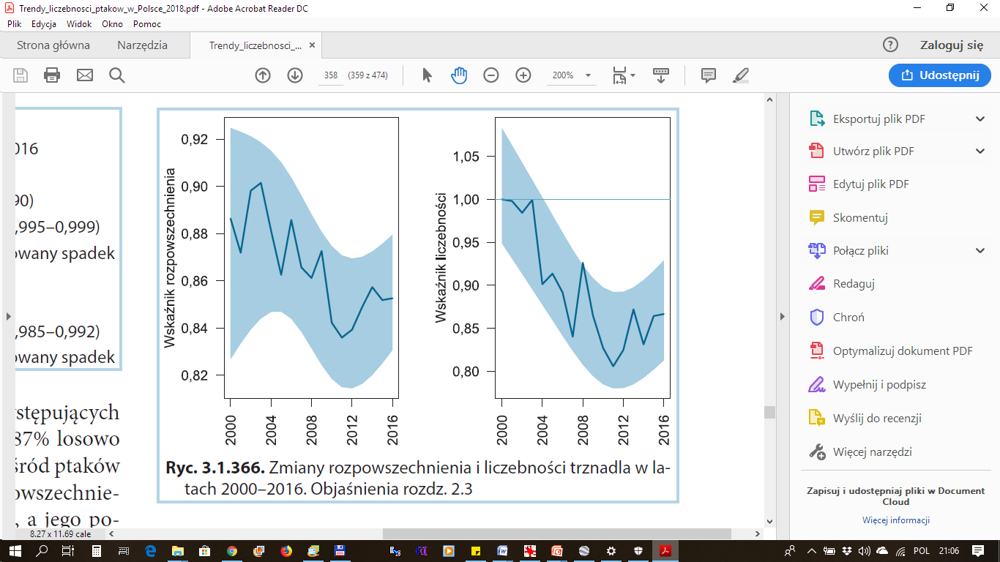 Trendy_liczebnosci_ptakow_w_Polsce_2018.pdf - Adobe Acrobat Reader DC
Plik Edycja Widok Okno Pomoc
Strona główna Narzędzia Trendy_liczebnosci_... × Zaloguj się
358 (359 z 474) 200% Udostępnij
016
90)
,995–0,999)
owany spadek
,985–0,992)
owany spadek
ystępujących
87% losowo
śród ptaków
owszechnie-
, a jego po-
Wskaźnik rozpowszechnienia
0,92
0,90
0,88
0,86
0,84
0,82
2000 2004 2008 2012 2016
Wskaźnik liczebności
1,05
1,00
0,95
0,90
0,85
0,80
2000 2004 2008 2012 2016
Ryc. 3.1.366. Zmiany rozpowszechnienia i liczebności trznadla w la-
tach 2000–2016. Objaśnienia rozdz. 2.3
8.27 x 11.69 cale
Eksportuj plik PDF
Utwórz plik PDF
Edytuj plik PDF
Skomentuj
Połącz pliki
Redaguj
Chroń
Optymalizuj dokument PDF
Wypełnij i podpisz
Wyślij do recenzji
Więcej narzędzi
Zapisuj i udostępniaj pliki w Document
Cloud
Więcej informacji
POL 21:06